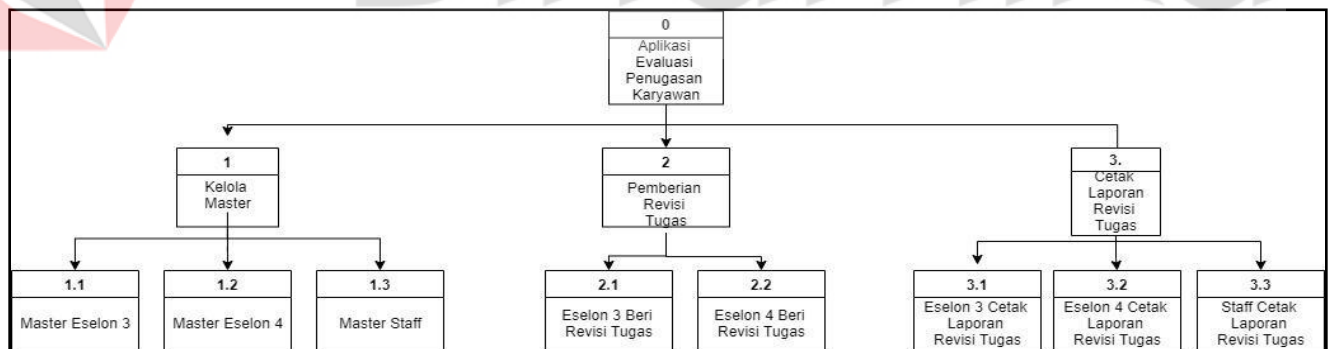 0
Aplikasi
Evaluasi
Penugasan
Karyawan
1
Kelola
Master
2
Pemberian
Revisi
Tugas
3.
Cetak
Laporan
Revisi
Tugas
1.1
Master Eselon 3
1.2
Master Eselon 4
1.3
Master Staff
2.1
Eselon 3 Beri
Revisi Tugas
2.2
Eselon 4 Beri
Revisi Tugas
3.1
Eselon 3 Cetak
Laporan
Revisi Tugas
3.2
Eselon 4 Cetak
Laporan
Revisi Tugas
3.3
Staff Cetak
Laporan
Revisi Tugas